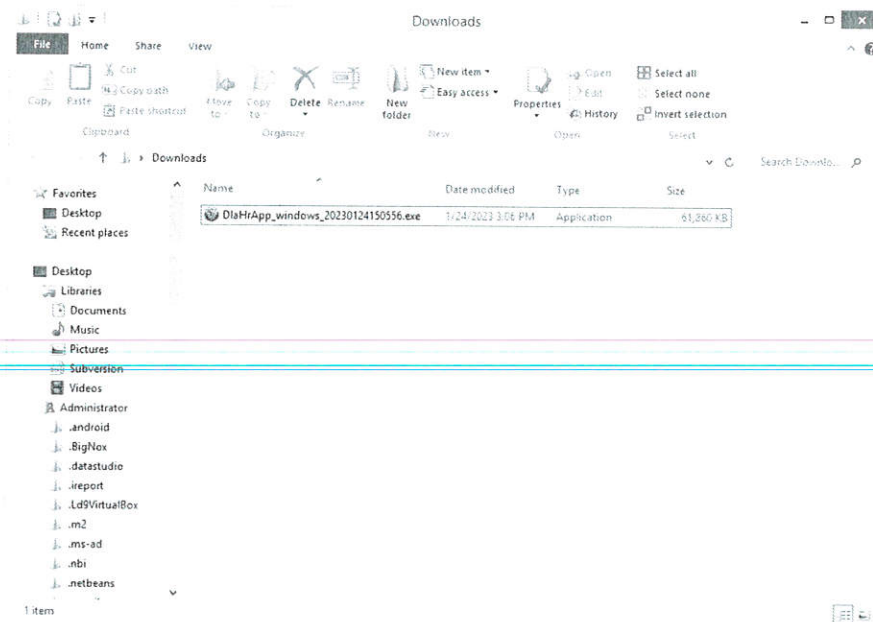 Downloads
File Home Share View
Cut
Copy path
Paste shortcut
Copy Paste
Clipboard
Move to
Copy to
Delete Rename
Organize
New folder
New item
Easy access
New
Properties
Open
Edit
History
Open
Select all
Select none
Invert selection
Select
Downloads
Search Downlo...
Name Date modified Type Size
DlaHrApp_windows_20230124150556.exe 1/24/2023 3:06 PM Application 61,860 KB
Favorites
Desktop
Recent places
Desktop
Libraries
Documents
Music
Pictures
Subversion
Videos
Administrator
.android
.BigNox
.datastudio
.ireport
.Ld9VirtualBox
.m2
.ms-ad
.nbi
.netbeans
1 item